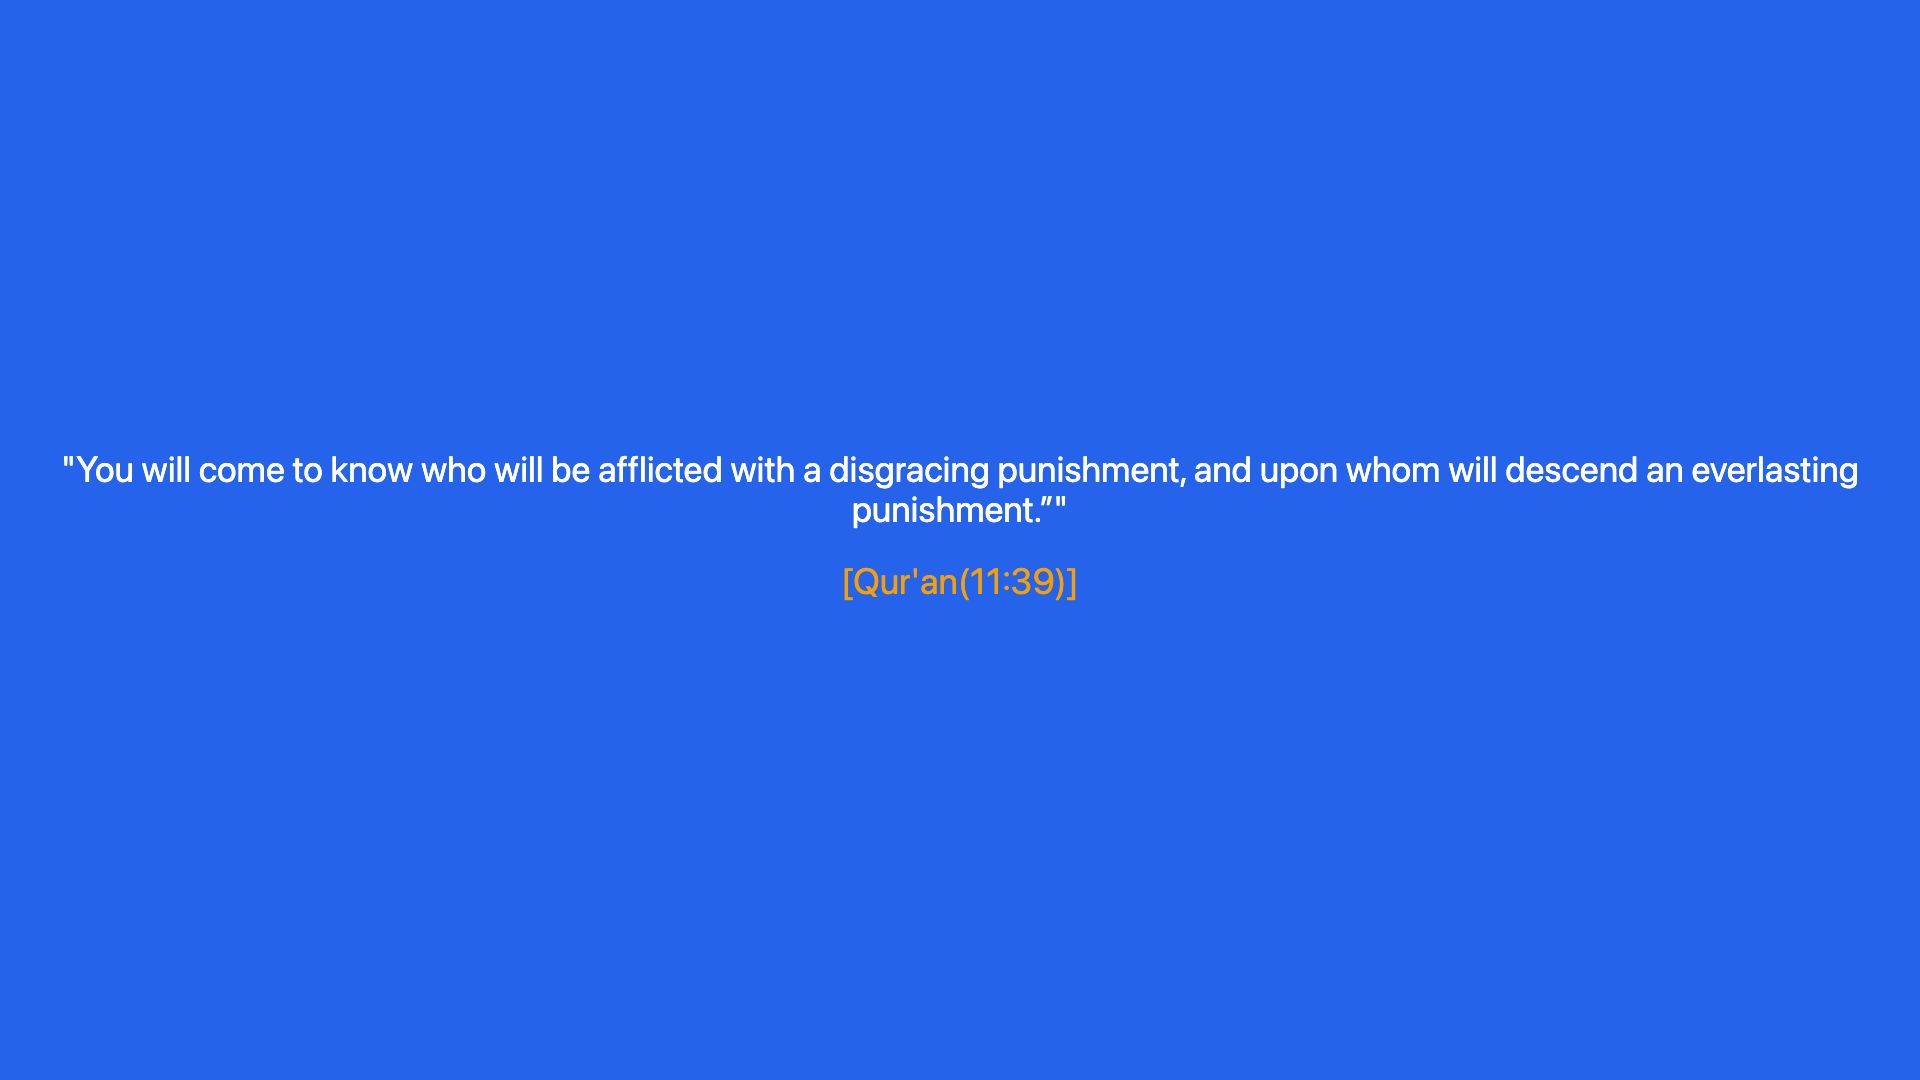 "You will come to know who will be afflicted with a disgracing punishment, and upon whom will descend an everlasting
punishment.”"
[Qur'an(11:39)]